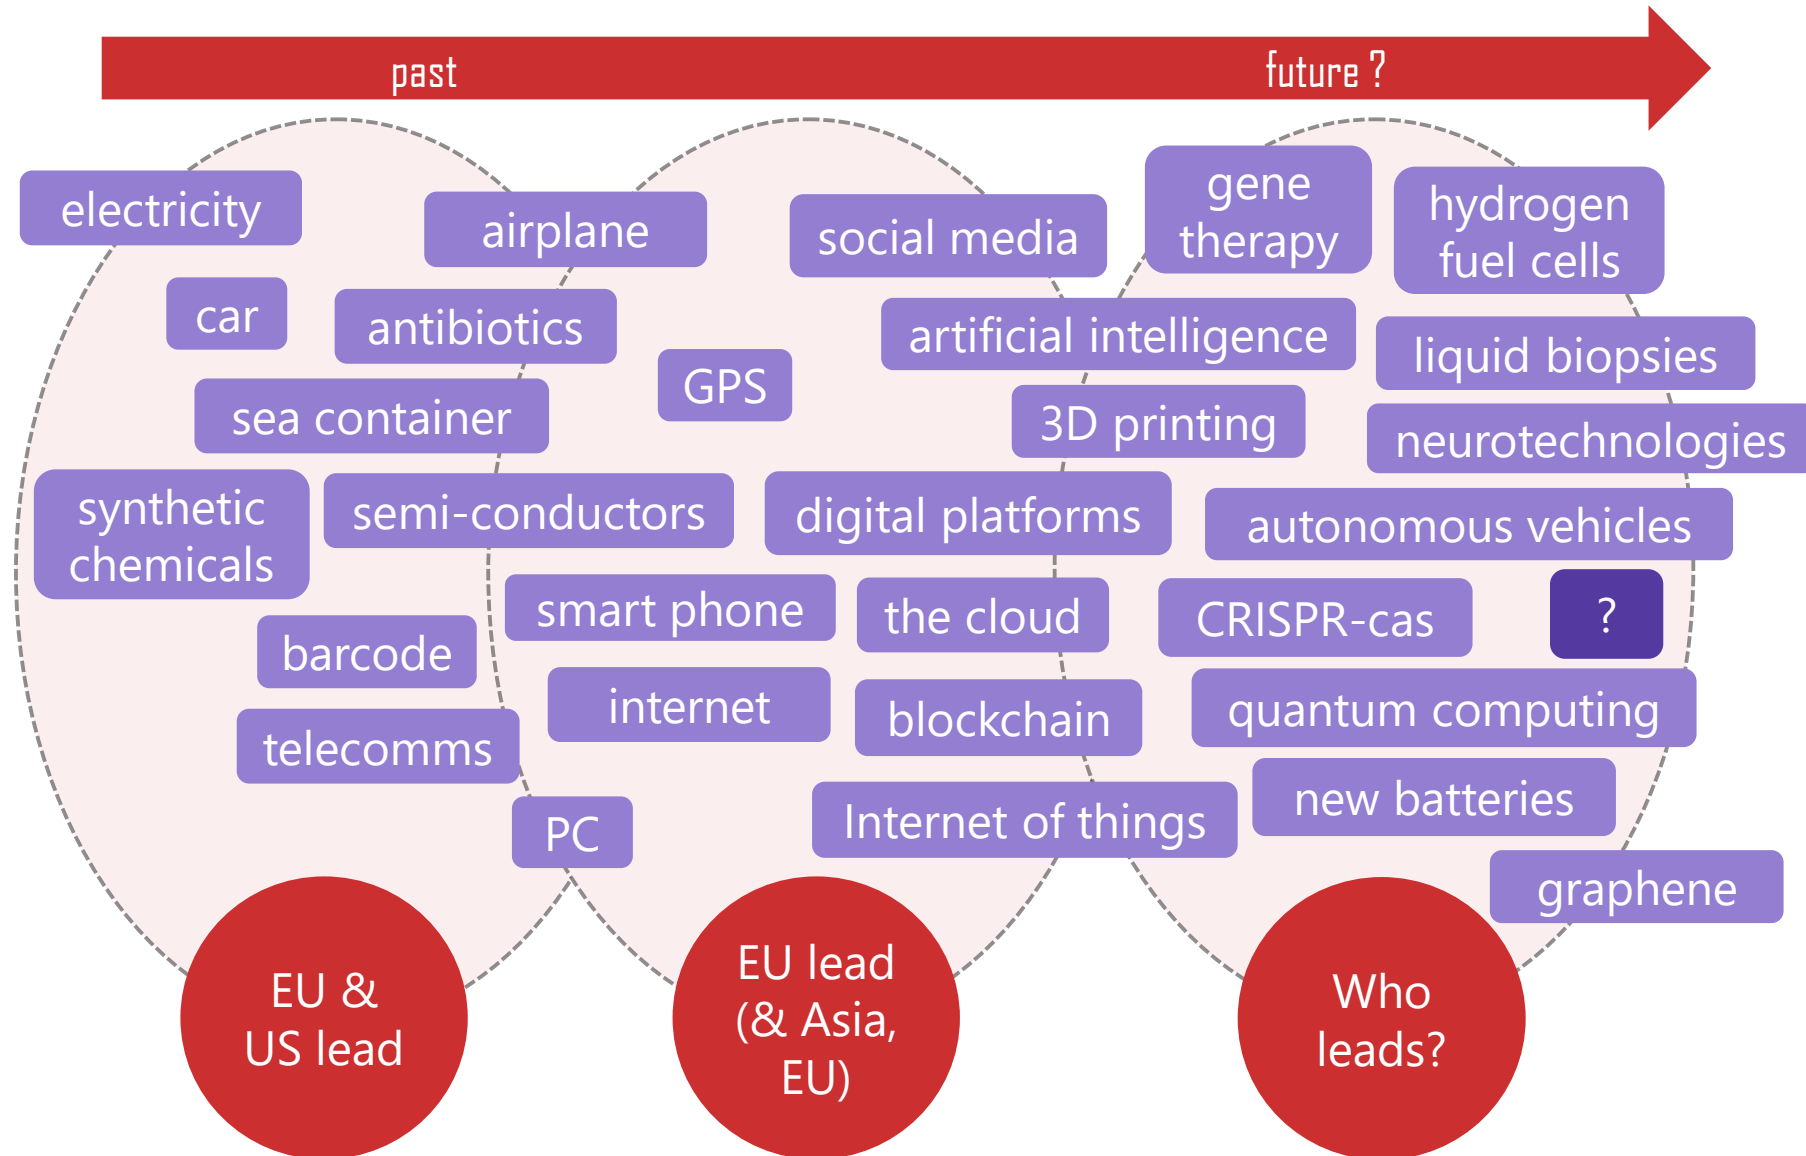 past
future ?
electricity
car
airplane
antibiotics
sea container
synthetic
chemicals
semi-conductors
barcode
telecomms
PC
GPS
social media
artificial intelligence
3D printing
digital platforms
smart phone
the cloud
internet
blockchain
Internet of things
gene
therapy
hydrogen
fuel cells
liquid biopsies
neurotechnologies
autonomous vehicles
CRISPR-cas
?
quantum computing
new batteries
graphene
EU &
US lead
EU lead
(& Asia,
EU)
Who
leads?